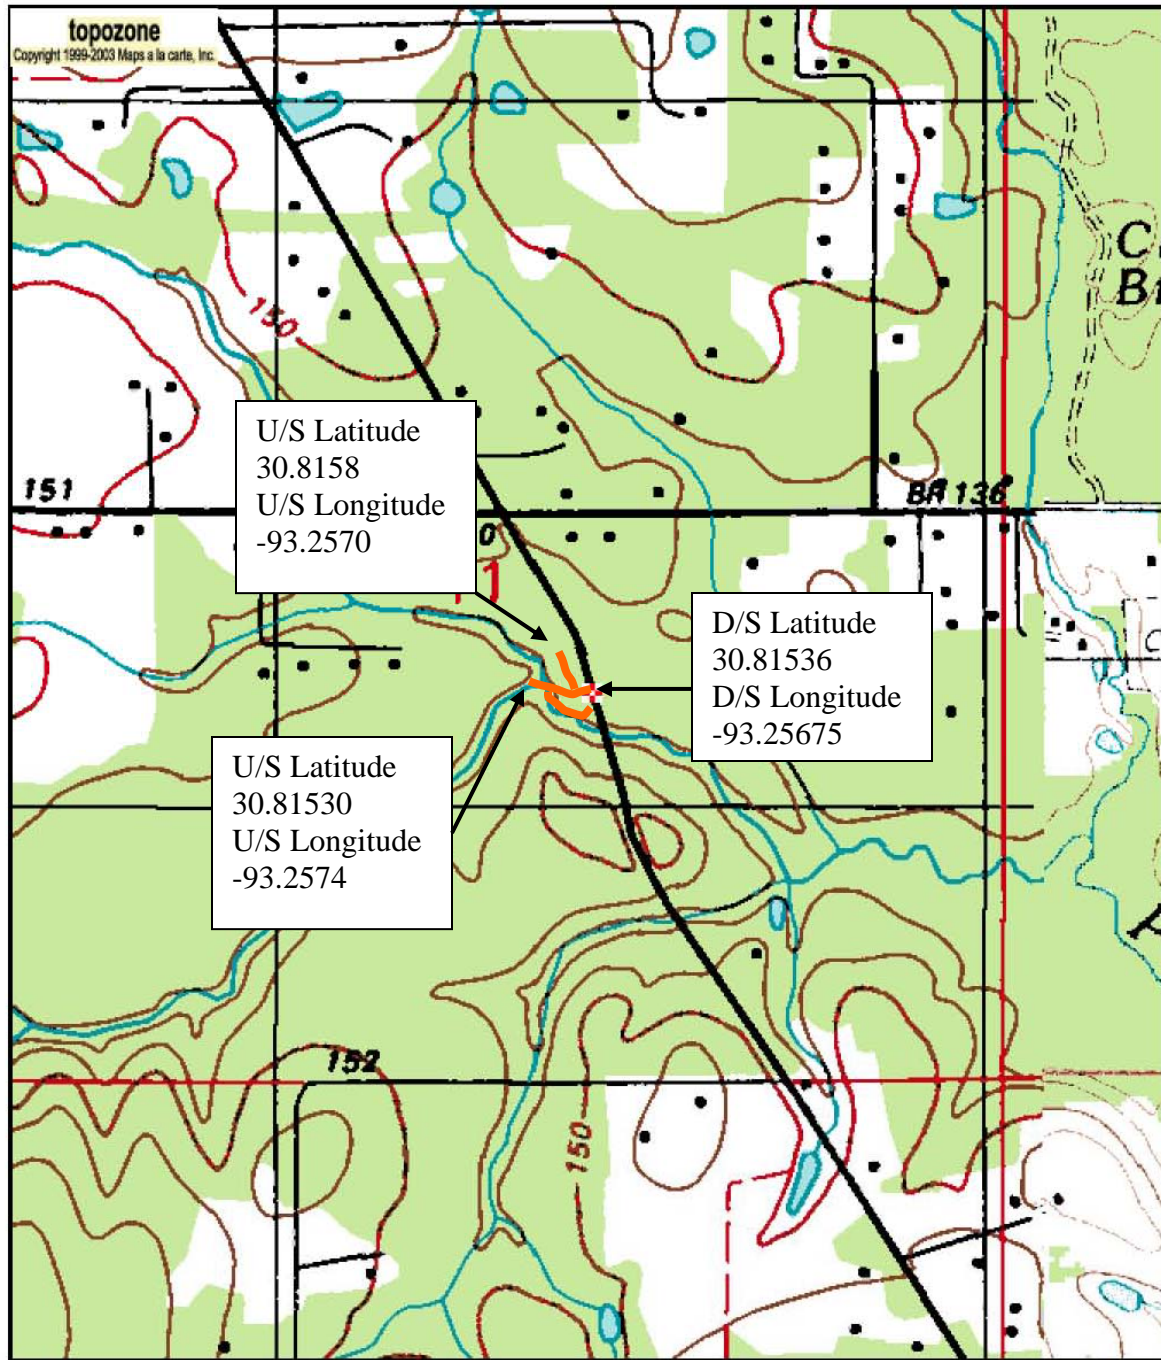 topozone
Copyright 1999-2003 Maps a la carte, Inc.
150
U/S Latitude
30.8158
U/S Longitude
-93.2570
151
BR 136
0
D/S Latitude
30.81536
D/S Longitude
-93.25675
U/S Latitude
30.81530
U/S Longitude
-93.2574
152
150